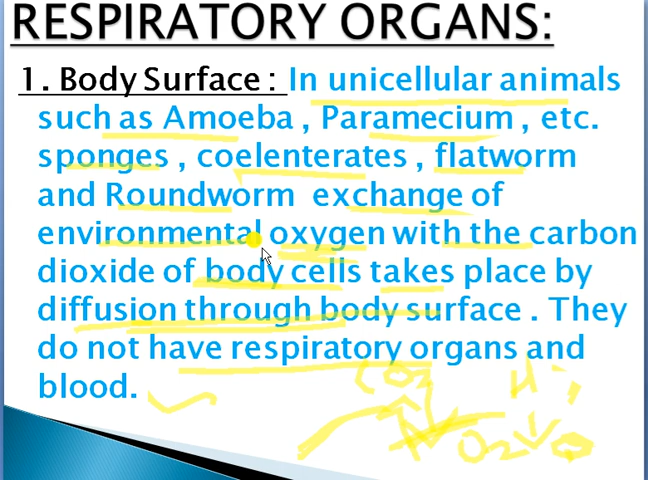 RESPIRATORY ORGANS:
1. Body Surface : In unicellular animals
such as Amoeba , Paramecium , etc.
sponges , coelenterates , flatworm
and Roundworm exchange of
environmental oxygen with the carbon
dioxide of body cells takes place by
diffusion through body surface . They
do not have respiratory organs and
blood.
CO2
O2